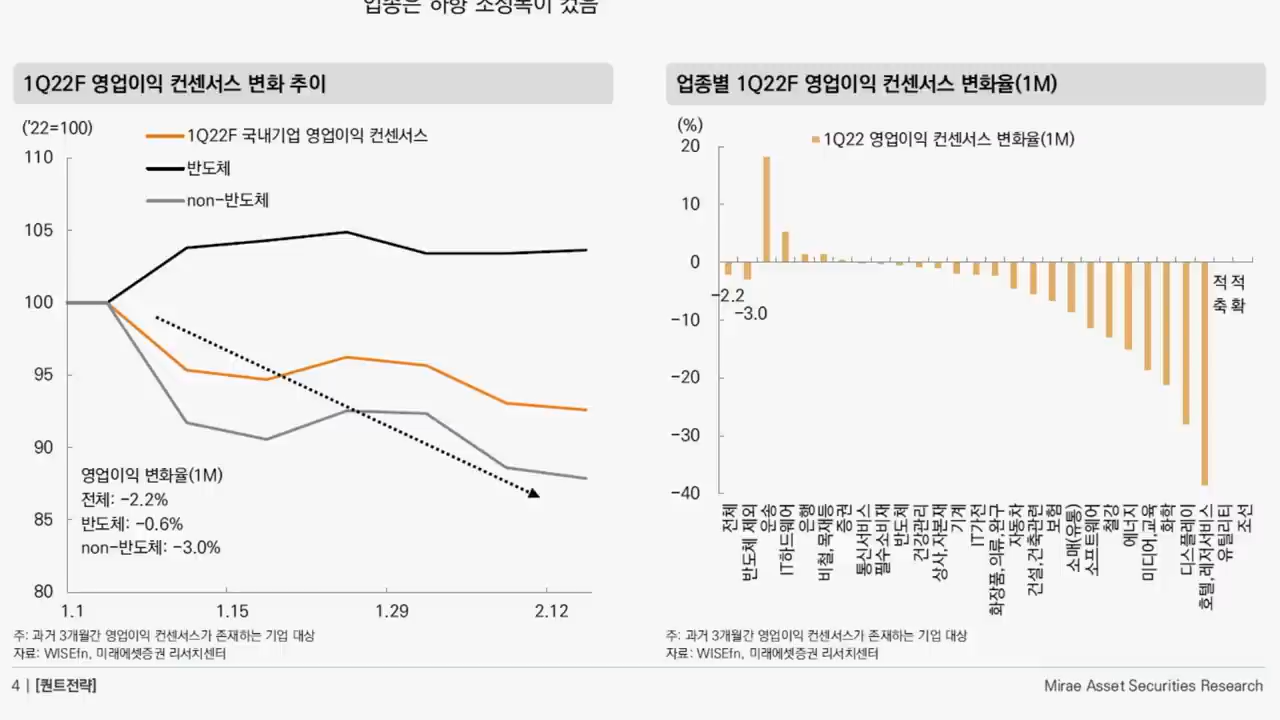 업종은 하향 조정폭이 컸음
1Q22F 영업이익 컨센서스 변화 추이
('22=100)
1Q22F 국내기업 영업이익 컨센서스
반도체
non-반도체
110
105
100
95
90
85
80
영업이익 변화율(1M)
전체: -2.2%
반도체: -0.6%
non-반도체: -3.0%
1.1 1.15 1.29 2.12
주: 과거 3개월간 영업이익 컨센서스가 존재하는 기업 대상
자료: WISEfn, 미래에셋증권 리서치센터
업종별 1Q22F 영업이익 컨센서스 변화율(1M)
(%)
1Q22 영업이익 컨센서스 변화율(1M)
20
10
0
-10
-20
-30
-40
-2.2
-3.0
적 적
축 확
전체
반도체 제외
운송
IT하드웨어
은행
비철,목재등
증권
통신서비스
필수소비재
반도체
건강관리
상사,자본재
기계
IT가전
화장품,의류,완구
자동차
건설,건축관련
보험
소매(유통)
소프트웨어
철강
에너지
미디어,교육
화학
디스플레이
호텔,레저서비스
유틸리티
조선
주: 과거 3개월간 영업이익 컨센서스가 존재하는 기업 대상
자료: WISEfn, 미래에셋증권 리서치센터
4 | [퀀트전략]
Mirae Asset Securities Research